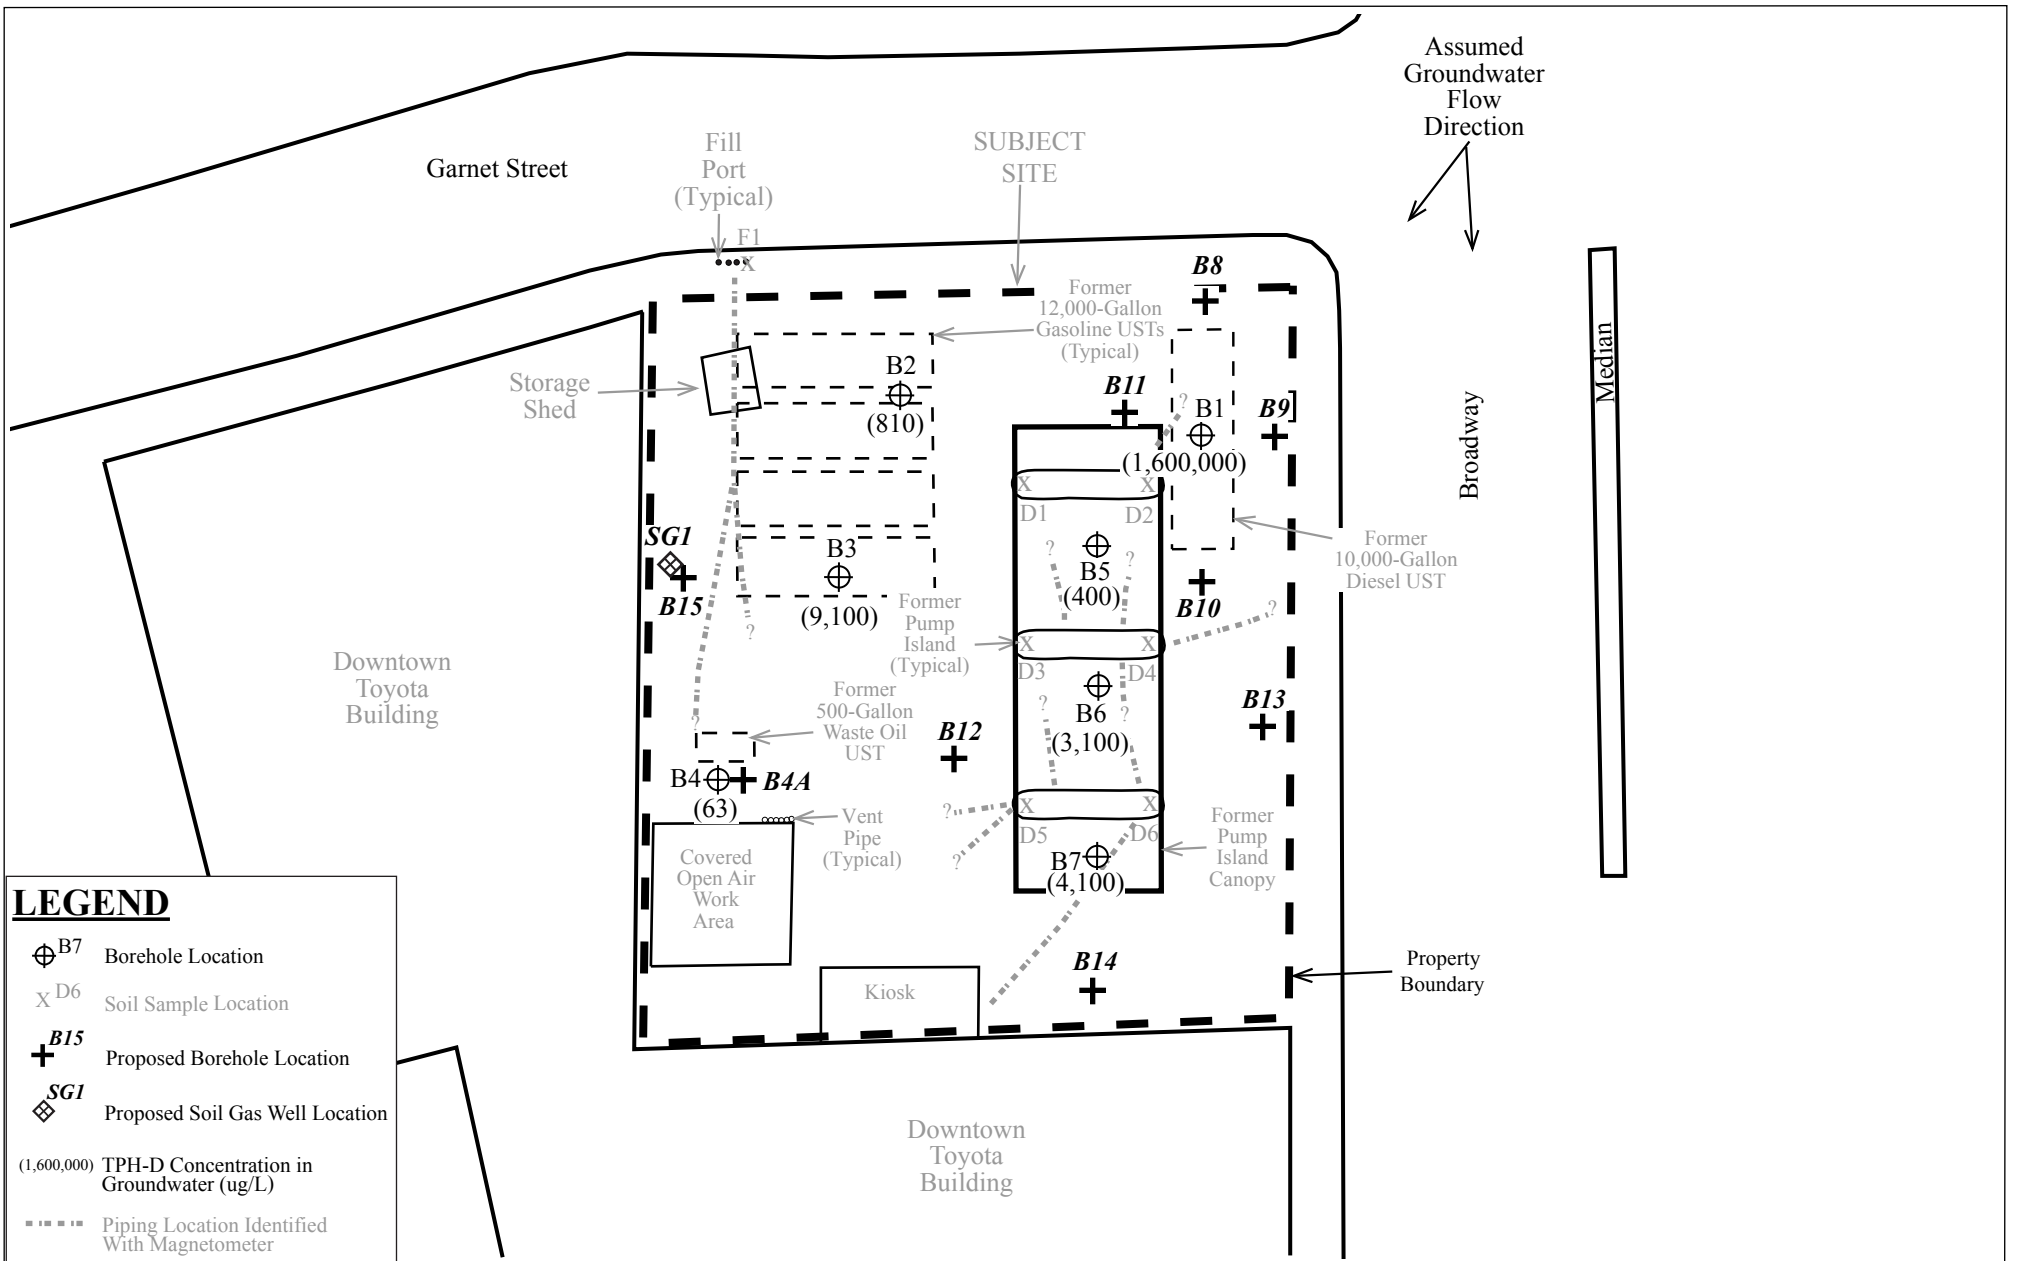 Assumed
Groundwater
Flow
Direction
Garnet Street
Fill
Port
(Typical)
SUBJECT
SITE
F1
X
B8
Former
12,000-Gallon
Gasoline USTs
(Typical)
Median
Storage
Shed
B2
(810)
B11
?
B1
B9
(1,600,000)
Broadway
X
X
D1
D2
SG1
B15
B3
(9,100)
?
?
?
B5
(400)
B10
Former
10,000-Gallon
Diesel UST
?
Former
Pump
Island
(Typical)
X
X
D3
D4
Downtown
Toyota
Building
Former
500-Gallon
Waste Oil
UST
?
?
?
B6
(3,100)
B12
B13
B4
B4A
(63)
Vent
Pipe
(Typical)
?
?
X
X
D5
D6
B7
(4,100)
Former
Pump
Island
Canopy
Covered
Open Air
Work
Area
Kiosk
B14
Property
Boundary
Downtown
Toyota
Building
LEGEND
B7
Borehole Location
X D6
Soil Sample Location
B15
Proposed Borehole Location
SG1
Proposed Soil Gas Well Location
(1,600,000) TPH-D Concentration in
Groundwater (ug/L)
Piping Location Identified
With Magnetometer